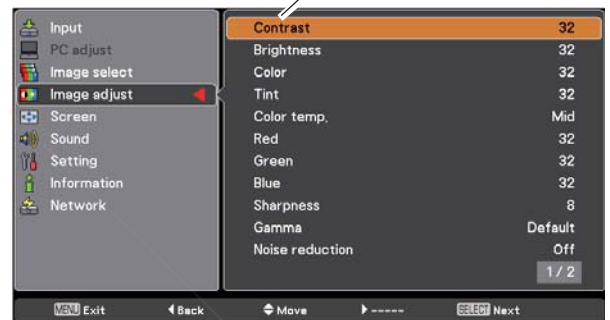 Input
PC adjust
Image select
Image adjust
Screen
Sound
Setting
Information
Network
Contrast 32
Brightness 32
Color 32
Tint 32
Color temp. Mid
Red 32
Green 32
Blue 32
Sharpness 8
Gamma Default
Noise reduction Off
1 / 2
MENU Exit Back Move ----- SELECT Next